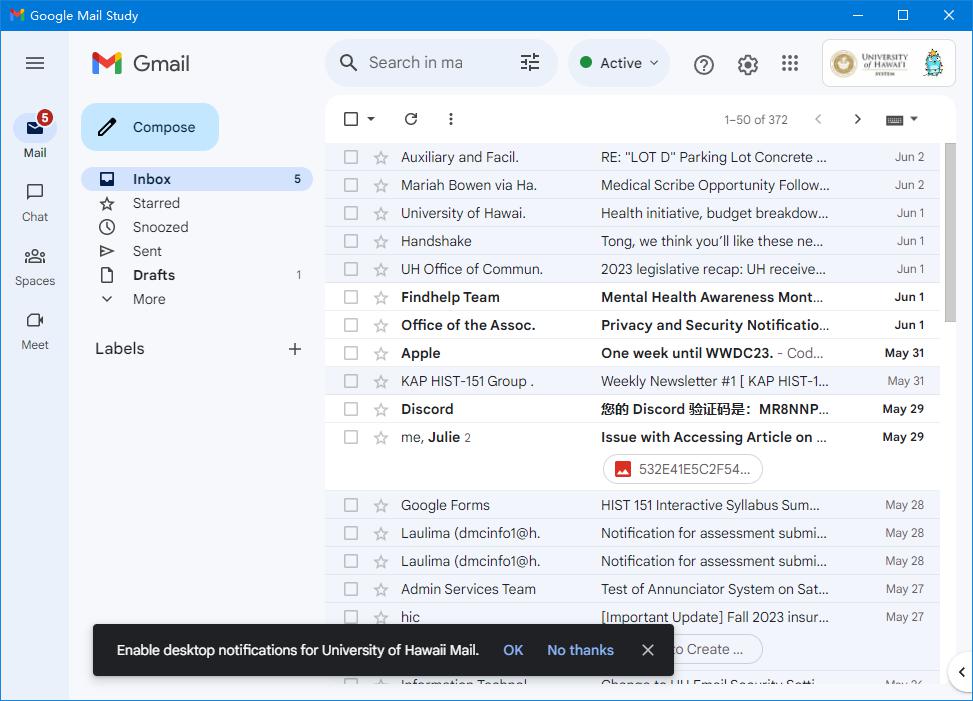 Google Mail Study
Gmail
Search in ma
Active
UNIVERSITY
of HAWAI'I
SYSTEM
5
Mail
Chat
Spaces
Meet
Compose
Inbox 5
Starred
Snoozed
Sent
Drafts 1
More
Labels
1–50 of 372
Auxiliary and Facil. RE: "LOT D" Parking Lot Concrete ... Jun 2
Mariah Bowen via Ha. Medical Scribe Opportunity Follow... Jun 2
University of Hawai. Health initiative, budget breakdow... Jun 1
Handshake Tong, we think you’ll like these ne... Jun 1
UH Office of Commun. 2023 legislative recap: UH receive... Jun 1
Findhelp Team Mental Health Awareness Mont... Jun 1
Office of the Assoc. Privacy and Security Notificatio... Jun 1
Apple One week until WWDC23. - Cod... May 31
KAP HIST-151 Group . Weekly Newsletter #1 [ KAP HIST-1... May 31
Discord 您的 Discord 验证码是：MR8NNP... May 29
me, Julie 2 Issue with Accessing Article on ... May 29
532E41E5C2F54...
Google Forms HIST 151 Interactive Syllabus Sum... May 28
Laulima (dmcinfo1@h. Notification for assessment submi... May 28
Laulima (dmcinfo1@h. Notification for assessment submi... May 28
Admin Services Team Test of Annunciator System on Sat... May 27
hic [Important Update] Fall 2023 insur... May 27
to Create ...
Enable desktop notifications for University of Hawaii Mail. OK No thanks
Information Technol Change to UH Email Security Setti May 26